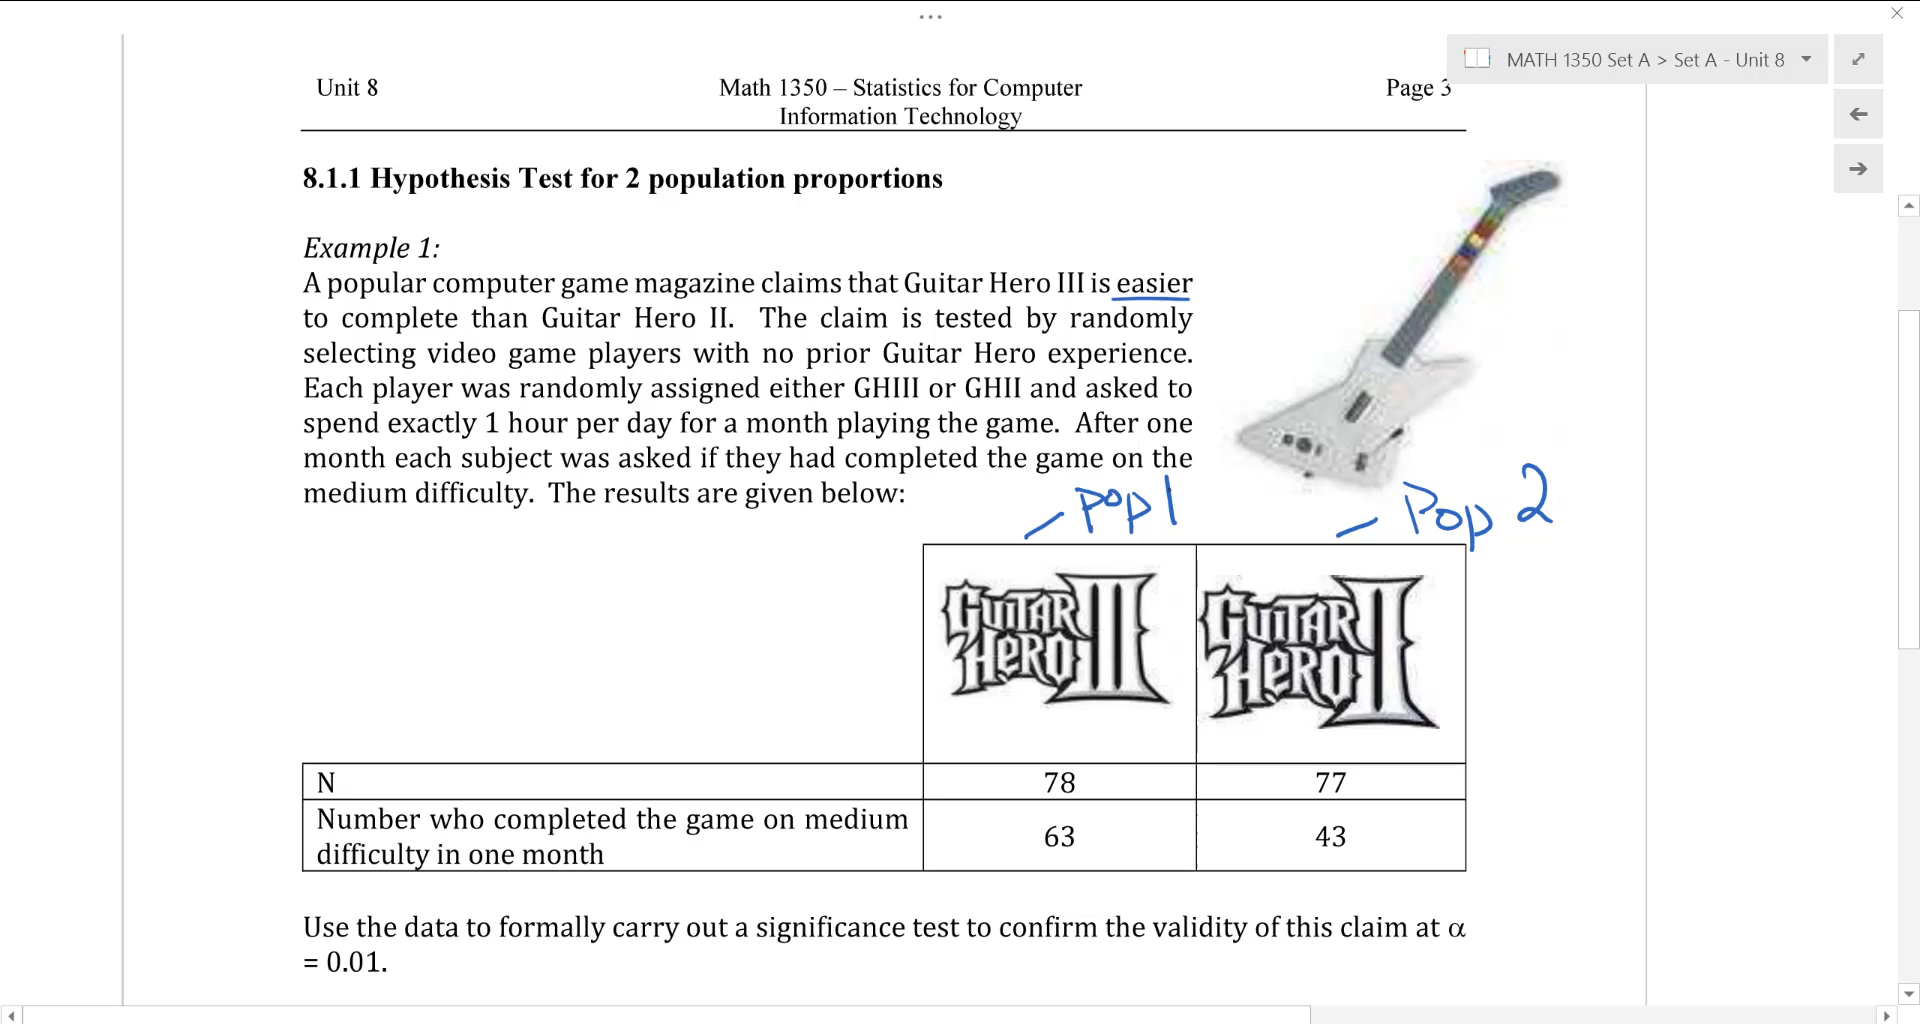 MATH 1350 Set A > Set A - Unit 8
Unit 8 Math 1350 – Statistics for Computer Page 3
Information Technology
8.1.1 Hypothesis Test for 2 population proportions
Example 1:
A popular computer game magazine claims that Guitar Hero III is easier
to complete than Guitar Hero II. The claim is tested by randomly
selecting video game players with no prior Guitar Hero experience.
Each player was randomly assigned either GHIII or GHII and asked to
spend exactly 1 hour per day for a month playing the game. After one
month each subject was asked if they had completed the game on the
medium difficulty. The results are given below:
– Pop 1 – Pop 2
GUITAR HERO III GUITAR HERO II
N 78 77
Number who completed the game on medium
difficulty in one month 63 43
Use the data to formally carry out a significance test to confirm the validity of this claim at α
= 0.01.